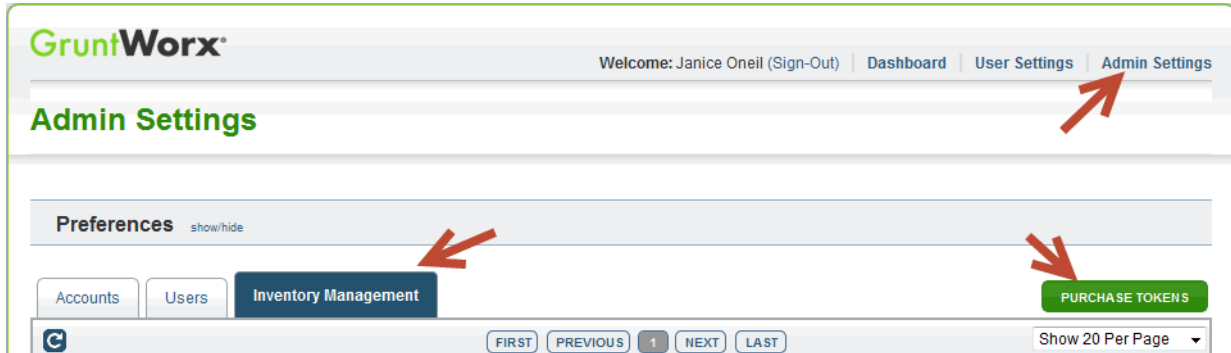 GruntWorx
Welcome: Janice Oneil (Sign-Out) | Dashboard | User Settings | Admin Settings
Admin Settings
Preferences show/hide
Accounts Users Inventory Management PURCHASE TOKENS
FIRST PREVIOUS 1 NEXT LAST Show 20 Per Page